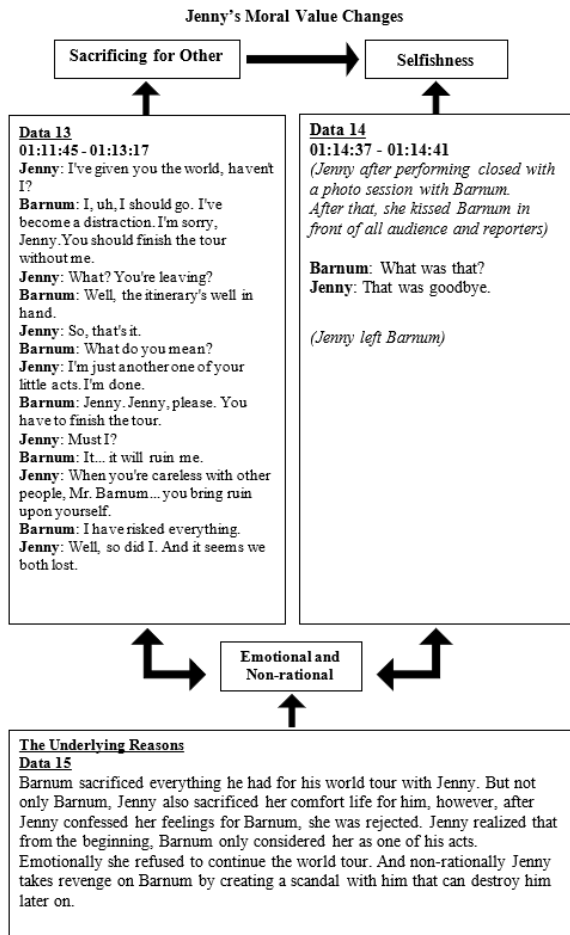 Jenny's Moral Value Changes
Sacrificing for Other
Selfishness
Data 13
01:11:45 - 01:13:17
Jenny: I've given you the world, haven't
I?
Barnum: I, uh, I should go. I've
become a distraction. I'm sorry,
Jenny.You should finish the tour
without me.
Jenny: What? You're leaving?
Barnum: Well, the itinerary's well in
hand.
Jenny: So, that's it.
Barnum: What do you mean?
Jenny: I'm just another one of your
little acts. I'm done.
Barnum: Jenny. Jenny, please. You
have to finish the tour.
Jenny: Must I?
Barnum: It... it will ruin me.
Jenny: When you're careless with other
people, Mr. Barnum... you bring ruin
upon yourself.
Barnum: I have risked everything.
Jenny: Well, so did I. And it seems we
both lost.
Data 14
01:14:37 - 01:14:41
(Jenny after performing closed with
a photo session with Barnum.
After that, she kissed Barnum in
front of all audience and reporters)
Barnum: What was that?
Jenny: That was goodbye.
(Jenny left Barnum)
Emotional and
Non-rational
The Underlying Reasons
Data 15
Barnum sacrificed everything he had for his world tour with Jenny. But not
only Barnum, Jenny also sacrificed her comfort life for him, however, after
Jenny confessed her feelings for Barnum, she was rejected. Jenny realized that
from the beginning, Barnum only considered her as one of his acts.
Emotionally she refused to continue the world tour. And non-rationally Jenny
takes revenge on Barnum by creating a scandal with him that can destroy him
later on.